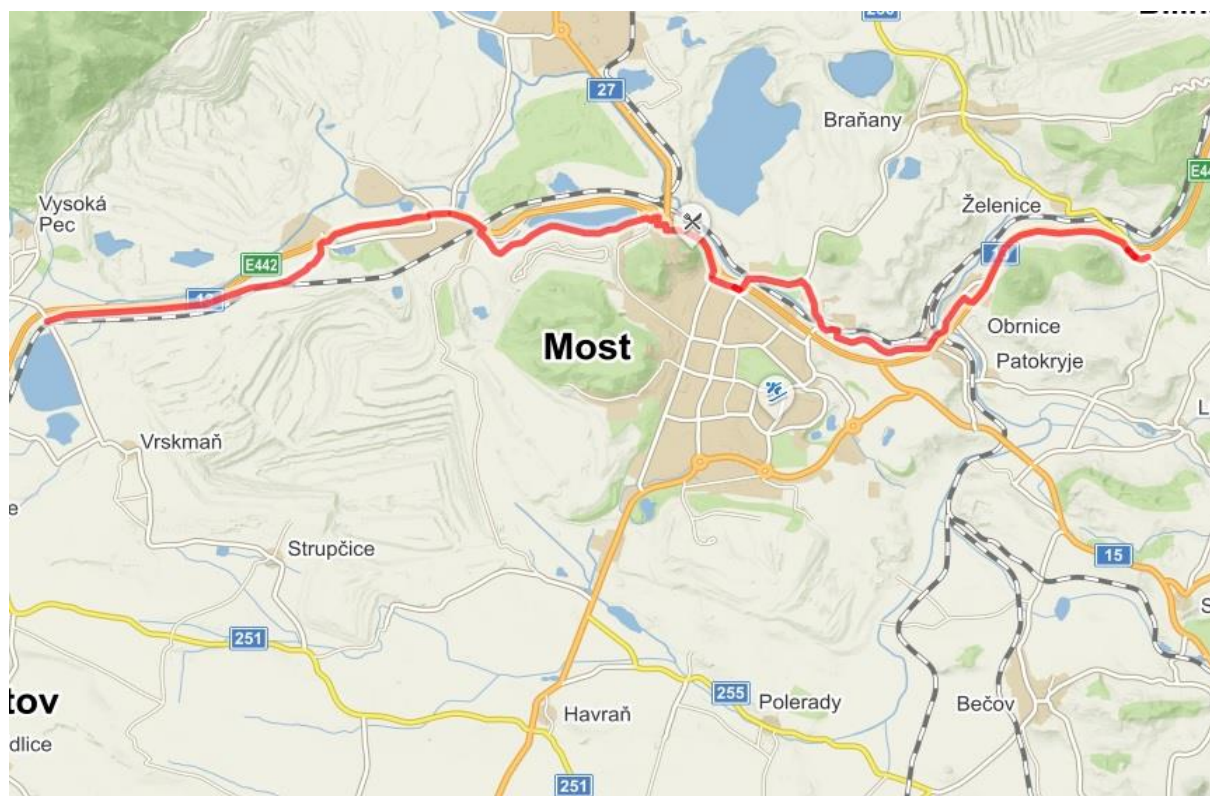 27
Braňany
Vysoká
Pec
Želenice
E442
Most
Obrnice
Patokryje
Vrskmaň
Strupčice
15
251
255
Polerady
Bečov
Havraň
tov
dlice
251